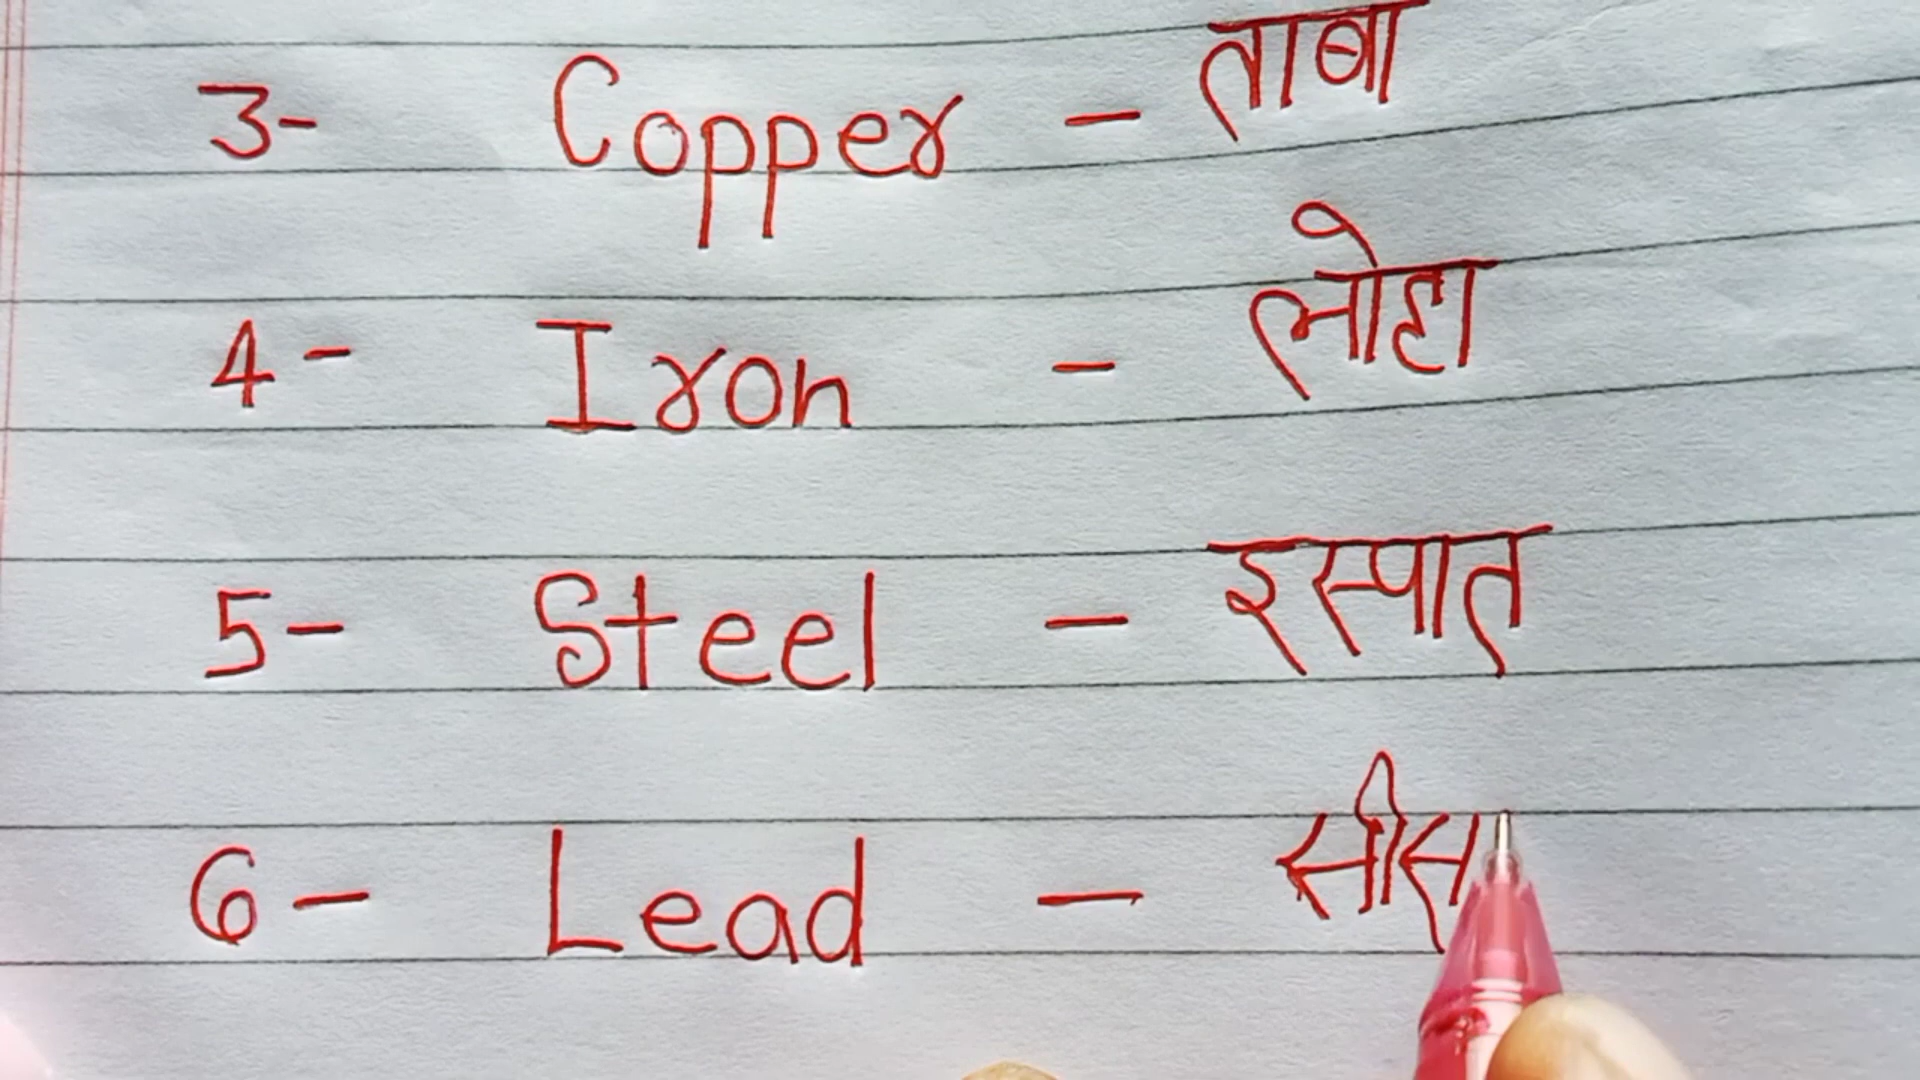 3- Copper - ताबा
4- Iron - लोहा
5- Steel - इस्पात
6- Lead - सीस